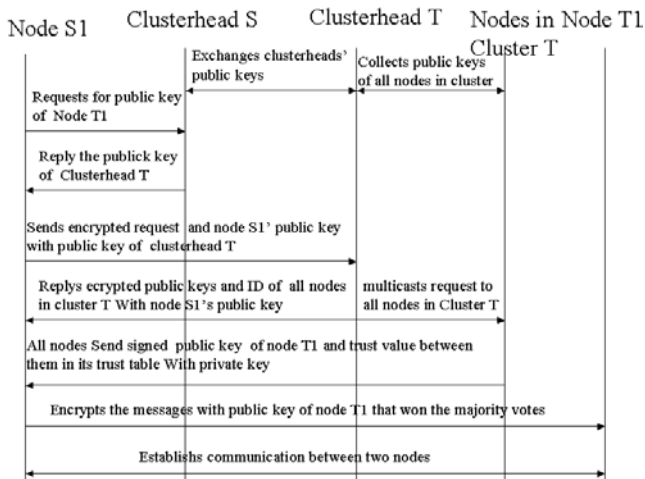 Node S1
Clusterhead S
Clusterhead T
Nodes in Node T1
Cluster T
Exchanges clusterheads'
public keys
Collects public keys
of all nodes in cluster
Requests for public key
of Node T1
Reply the publick key
of Clusterhead T
Sends encrypted request and node S1' public key
with public key of clusterhead T
Replys ecrypted public keys and ID of all nodes
in cluster T With node S1's public key
multicasts request to
all nodes in Cluster T
All nodes Send signed public key of node T1 and trust value between
them in its trust table With private key
Encrypts the messages with public key of node T1 that won the majority votes
Establishs communication between two nodes